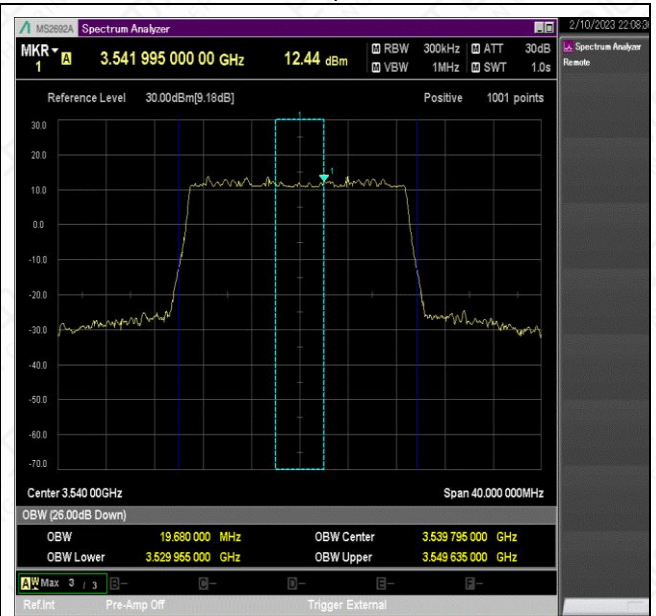 MS2692A Spectrum Analyzer
2/10/2023 22:08:3
MKR A 3.541 995 000 00 GHz 12.44 dBm M RBW 300kHz M ATT 30dB
1 M VBW 1MHz M SWT 1.0s
Spectrum Analyzer
Remote
Reference Level 30.00dBm[9.18dB] Positive 1001 points
1
30.0
20.0
1
10.0
0.0
-10.0
-20.0
-30.0
-40.0
-50.0
-60.0
-70.0
Center 3.540 00GHz Span 40.000 000MHz
OBW (26.00dB Down)
OBW 19.680 000 MHz OBW Center 3.539 795 000 GHz
OBW Lower 3.529 955 000 GHz OBW Upper 3.549 635 000 GHz
A W Max 3 / 3 B- C- D- E- F-
Ref.Int Pre-Amp Off Trigger External